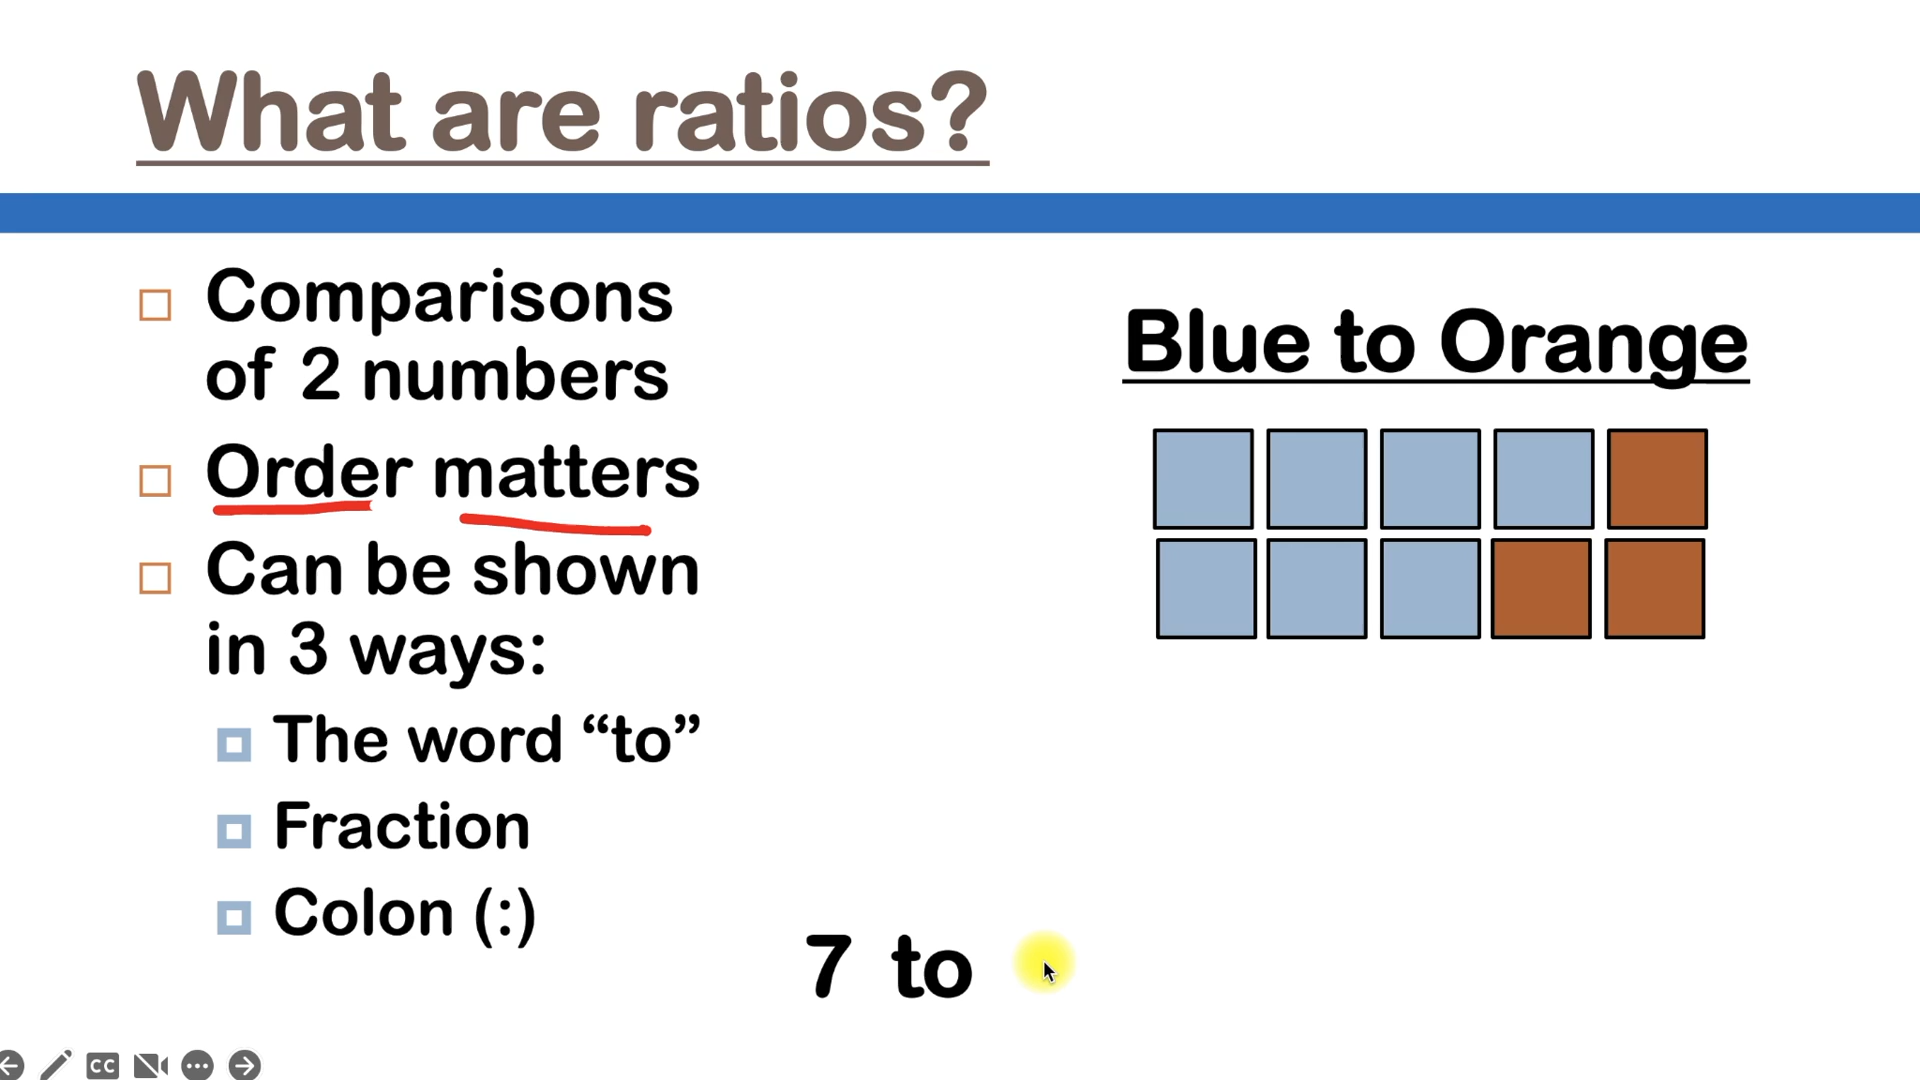 What are ratios?
Comparisons
of 2 numbers
Order matters
Can be shown
in 3 ways:
The word “to”
Fraction
Colon (:)
Blue to Orange
7 to
CC